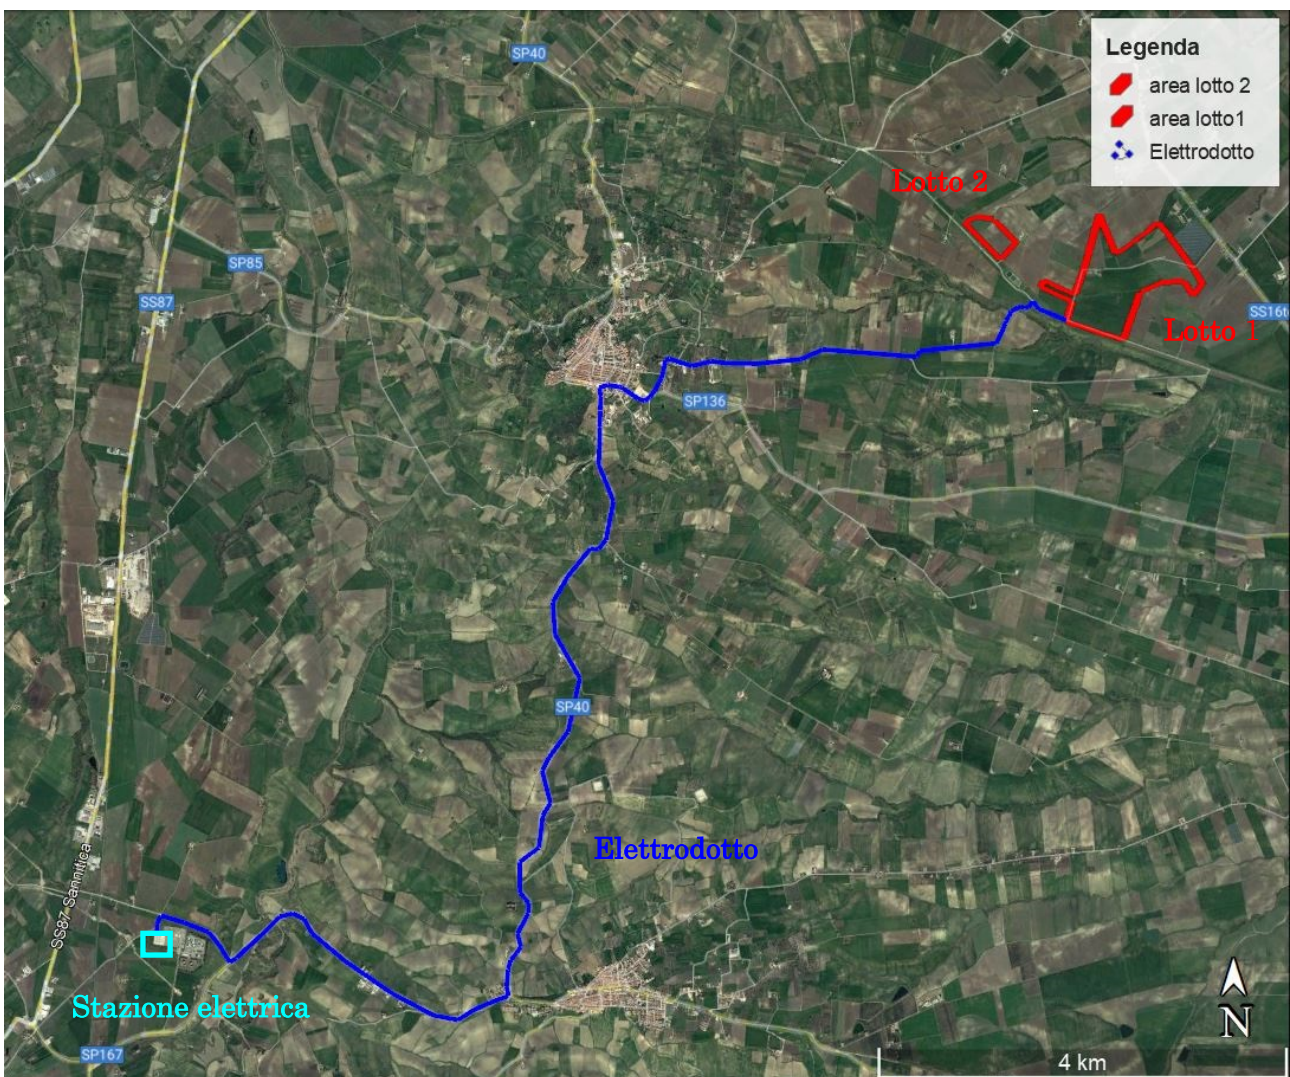 SP40
Legenda
area lotto 2
area lotto1
Elettrodotto
Lotto 2
SP85
SS87
SS16t
Lotto 1
SP136
SP40
Elettrodotto
SS87 Sannitica
Stazione elettrica
N
SP167
4 km